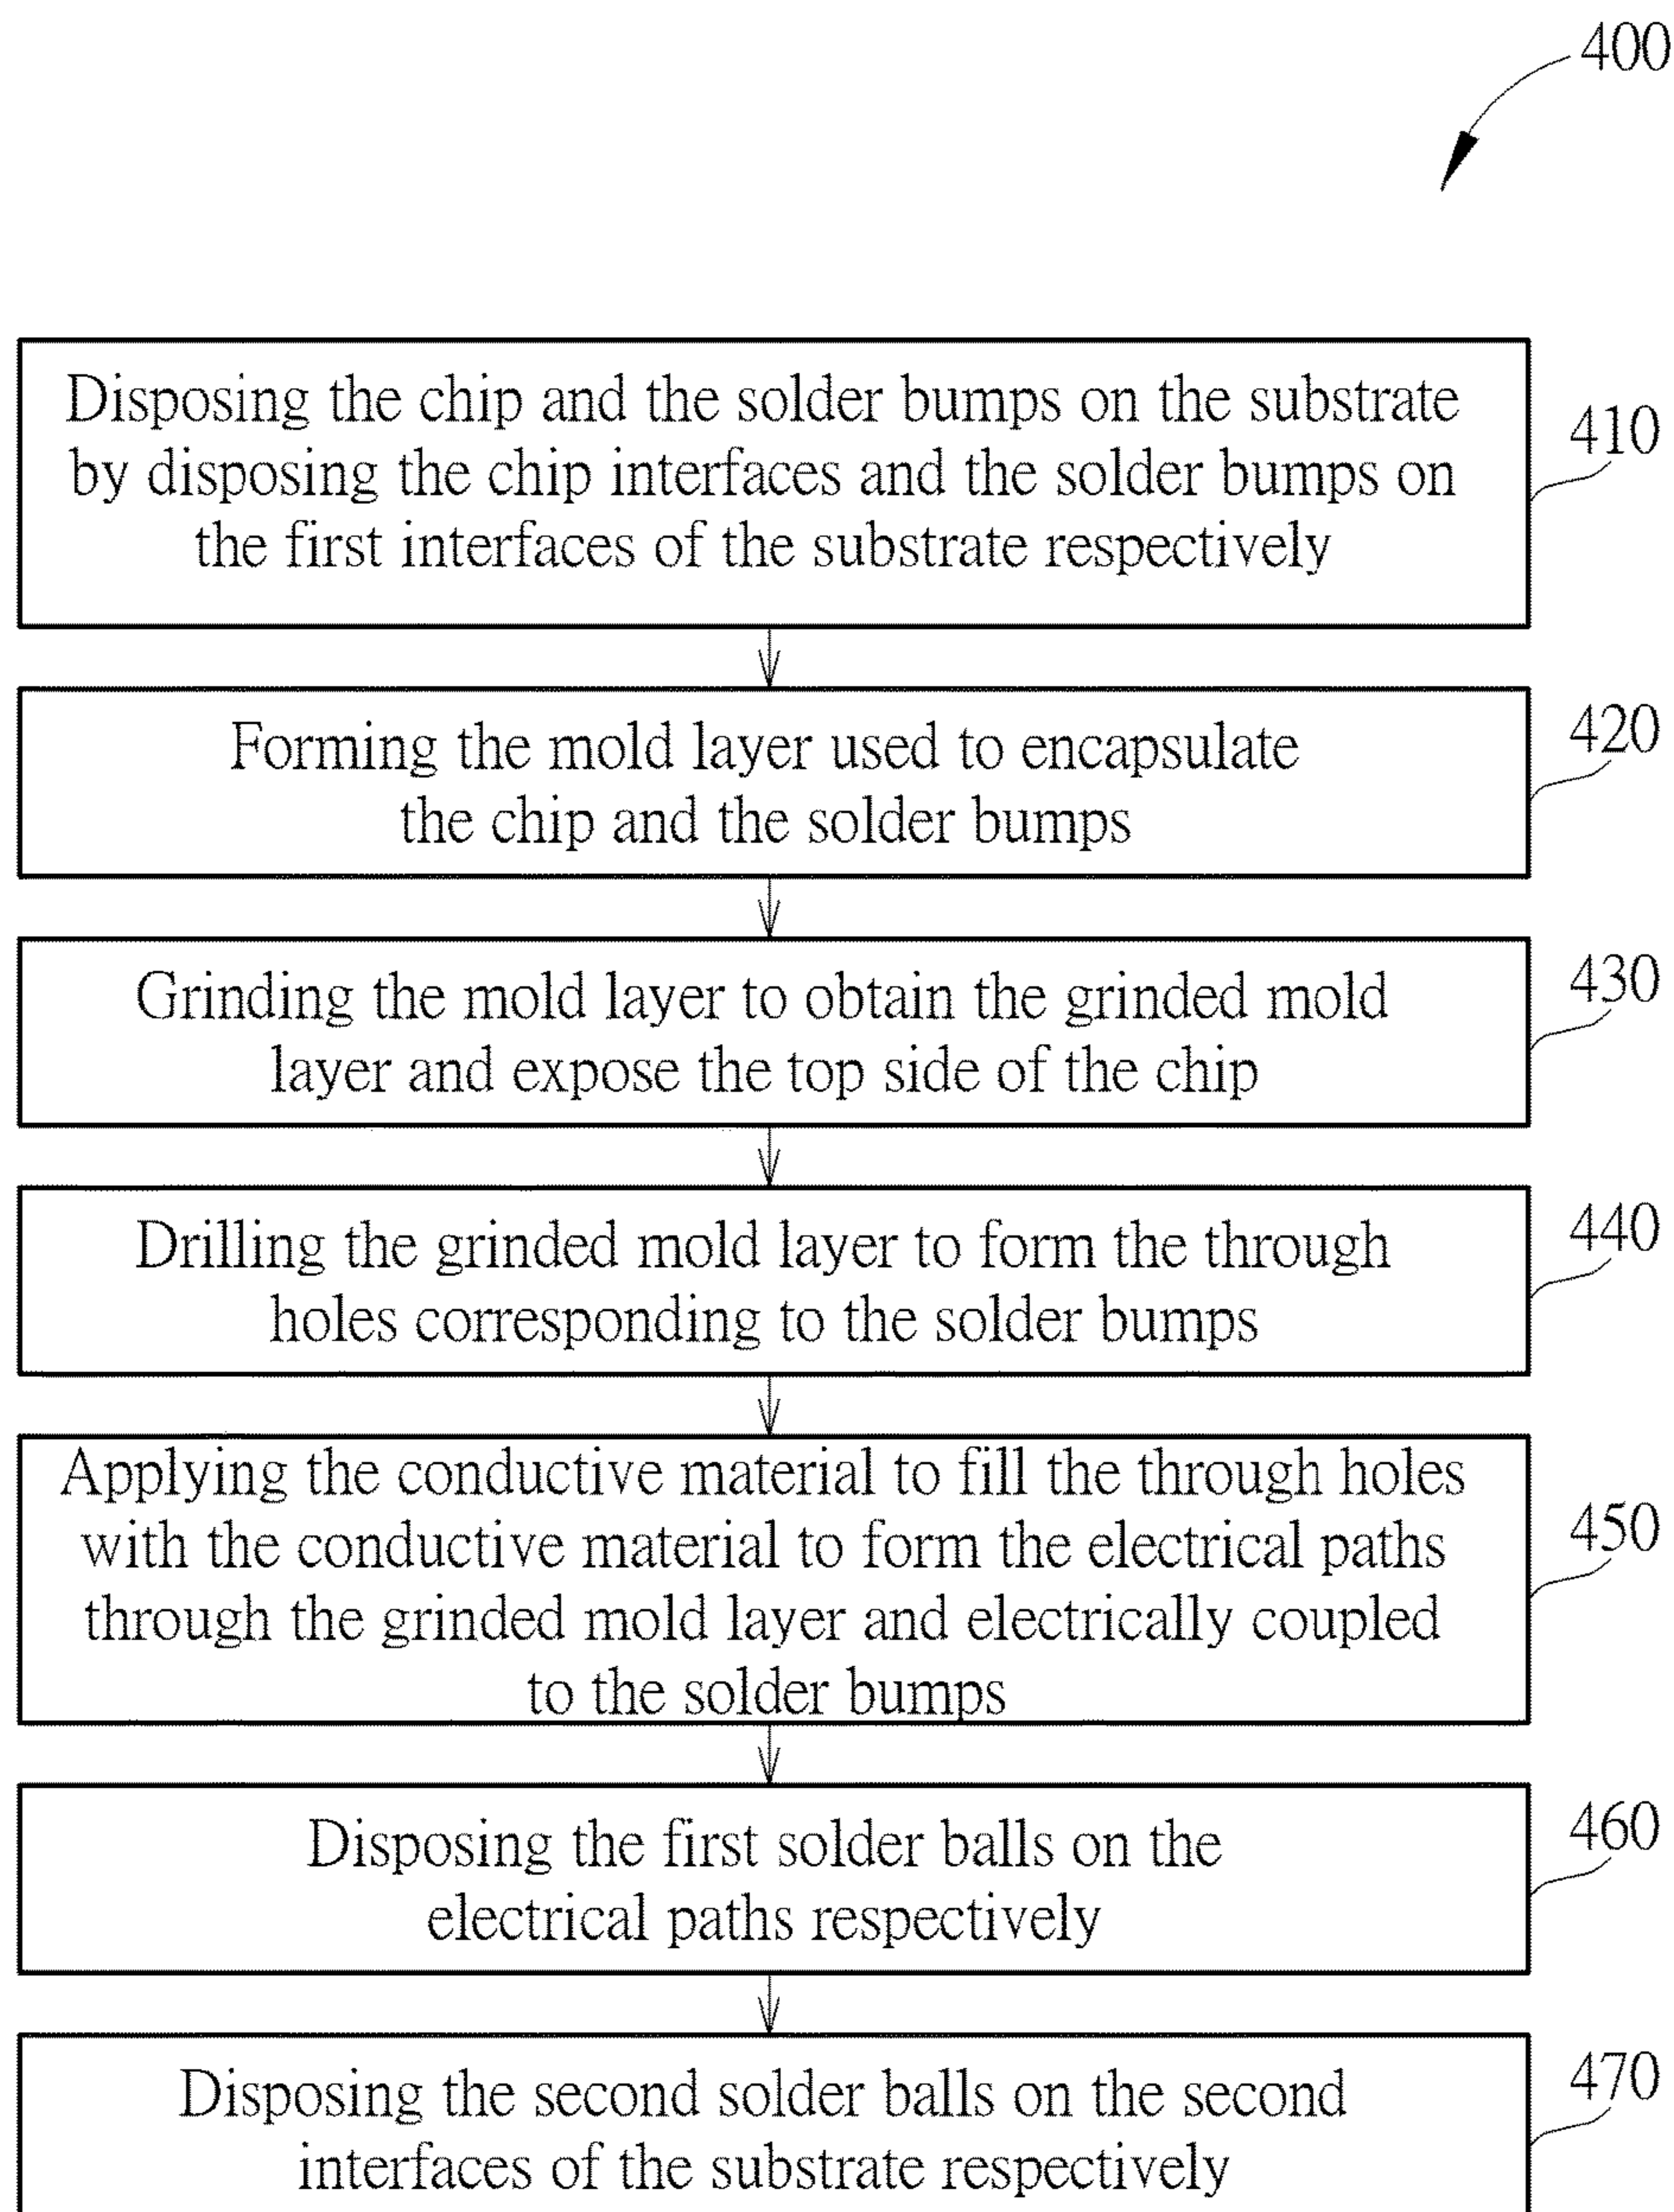 400
Disposing the chip and the solder bumps on the substrate
by disposing the chip interfaces and the solder bumps on
the first interfaces of the substrate respectively
410
Forming the mold layer used to encapsulate
the chip and the solder bumps
420
Grinding the mold layer to obtain the grinded mold
layer and expose the top side of the chip
430
Drilling the grinded mold layer to form the through
holes corresponding to the solder bumps
440
Applying the conductive material to fill the through holes
with the conductive material to form the electrical paths
through the grinded mold layer and electrically coupled
to the solder bumps
450
Disposing the first solder balls on the
electrical paths respectively
460
Disposing the second solder balls on the second
interfaces of the substrate respectively
470